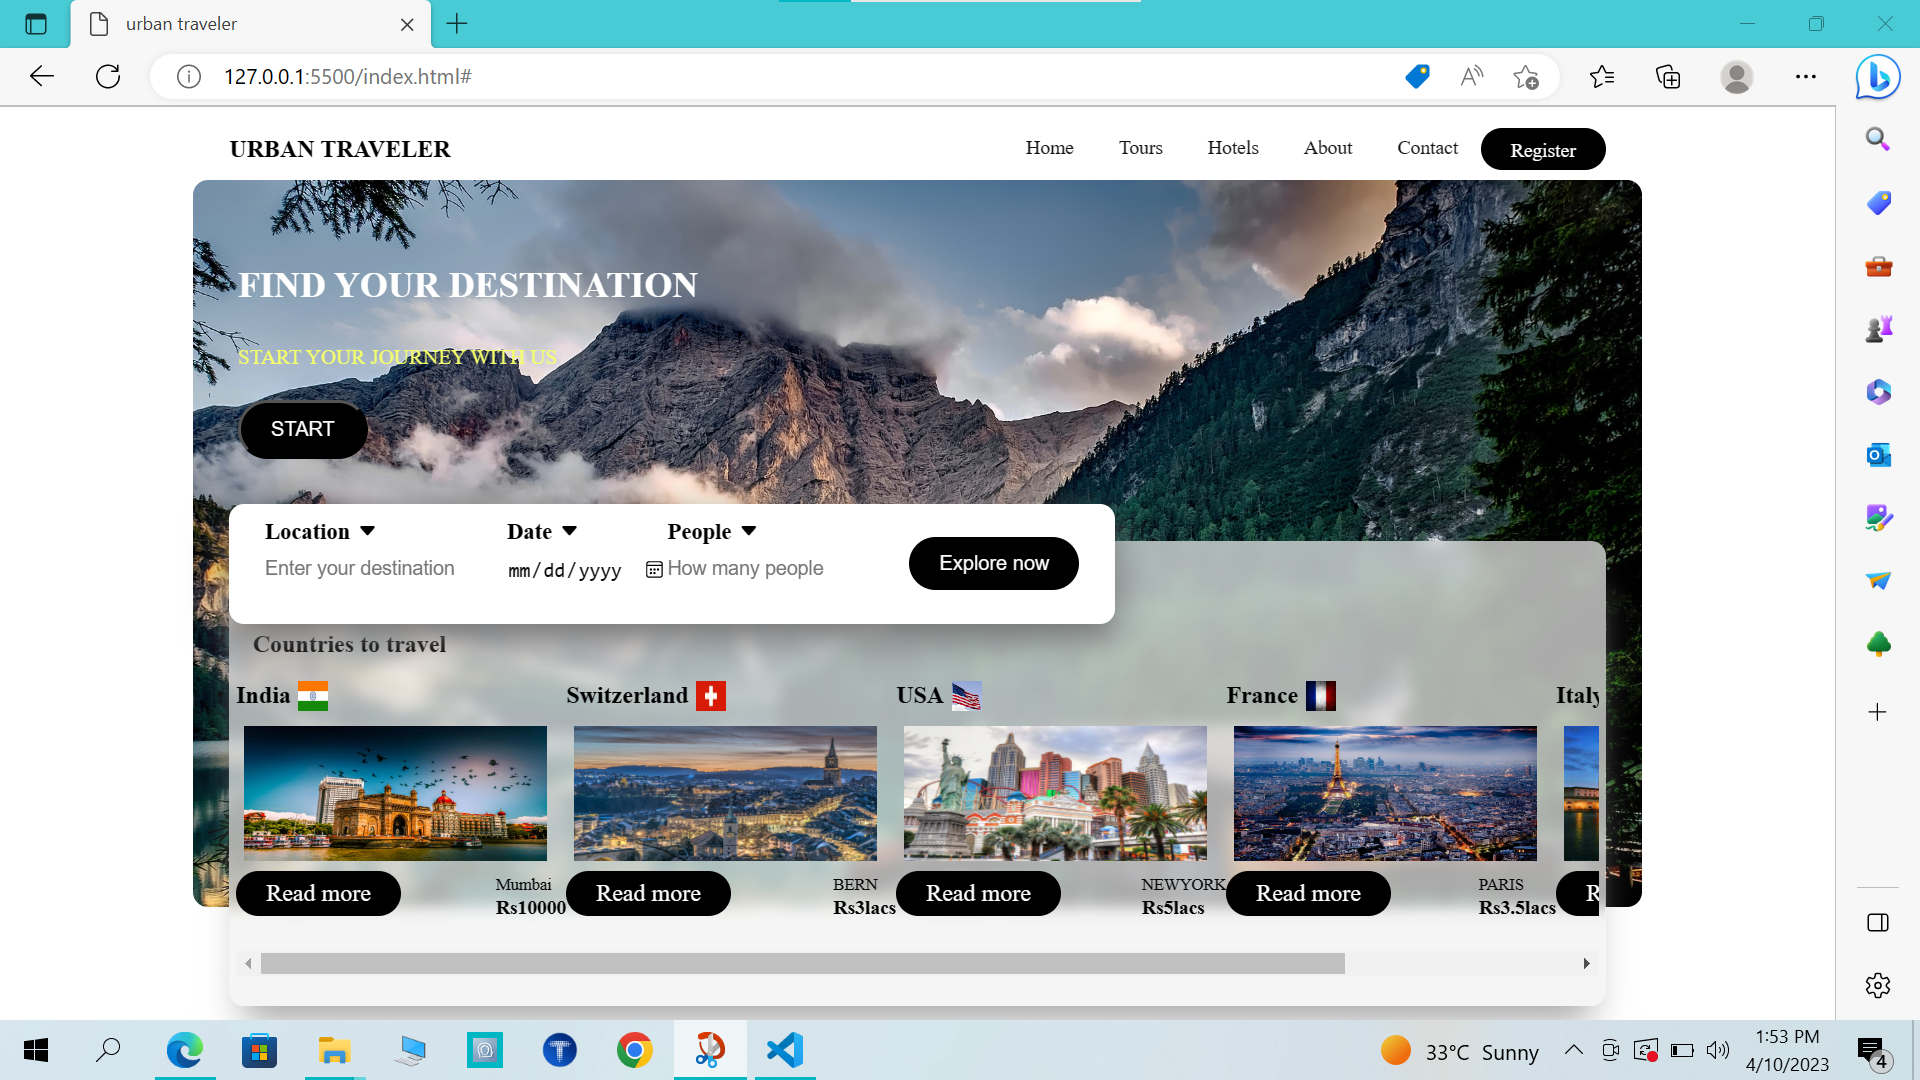 urban traveler
127.0.0.1:5500/index.html#
URBAN TRAVELER
Home Tours Hotels About Contact Register
FIND YOUR DESTINATION
START YOUR JOURNEY WITH US
START
Location Date People
Enter your destination mm/dd/yyyy How many people
Explore now
Countries to travel
India Switzerland USA France Italy
Read more Mumbai Read more BERN Read more NEWYORK Read more PARIS R
Rs10000 Rs3lacs Rs5lacs Rs3.5lacs
33°C Sunny
1:53 PM
4/10/2023
4